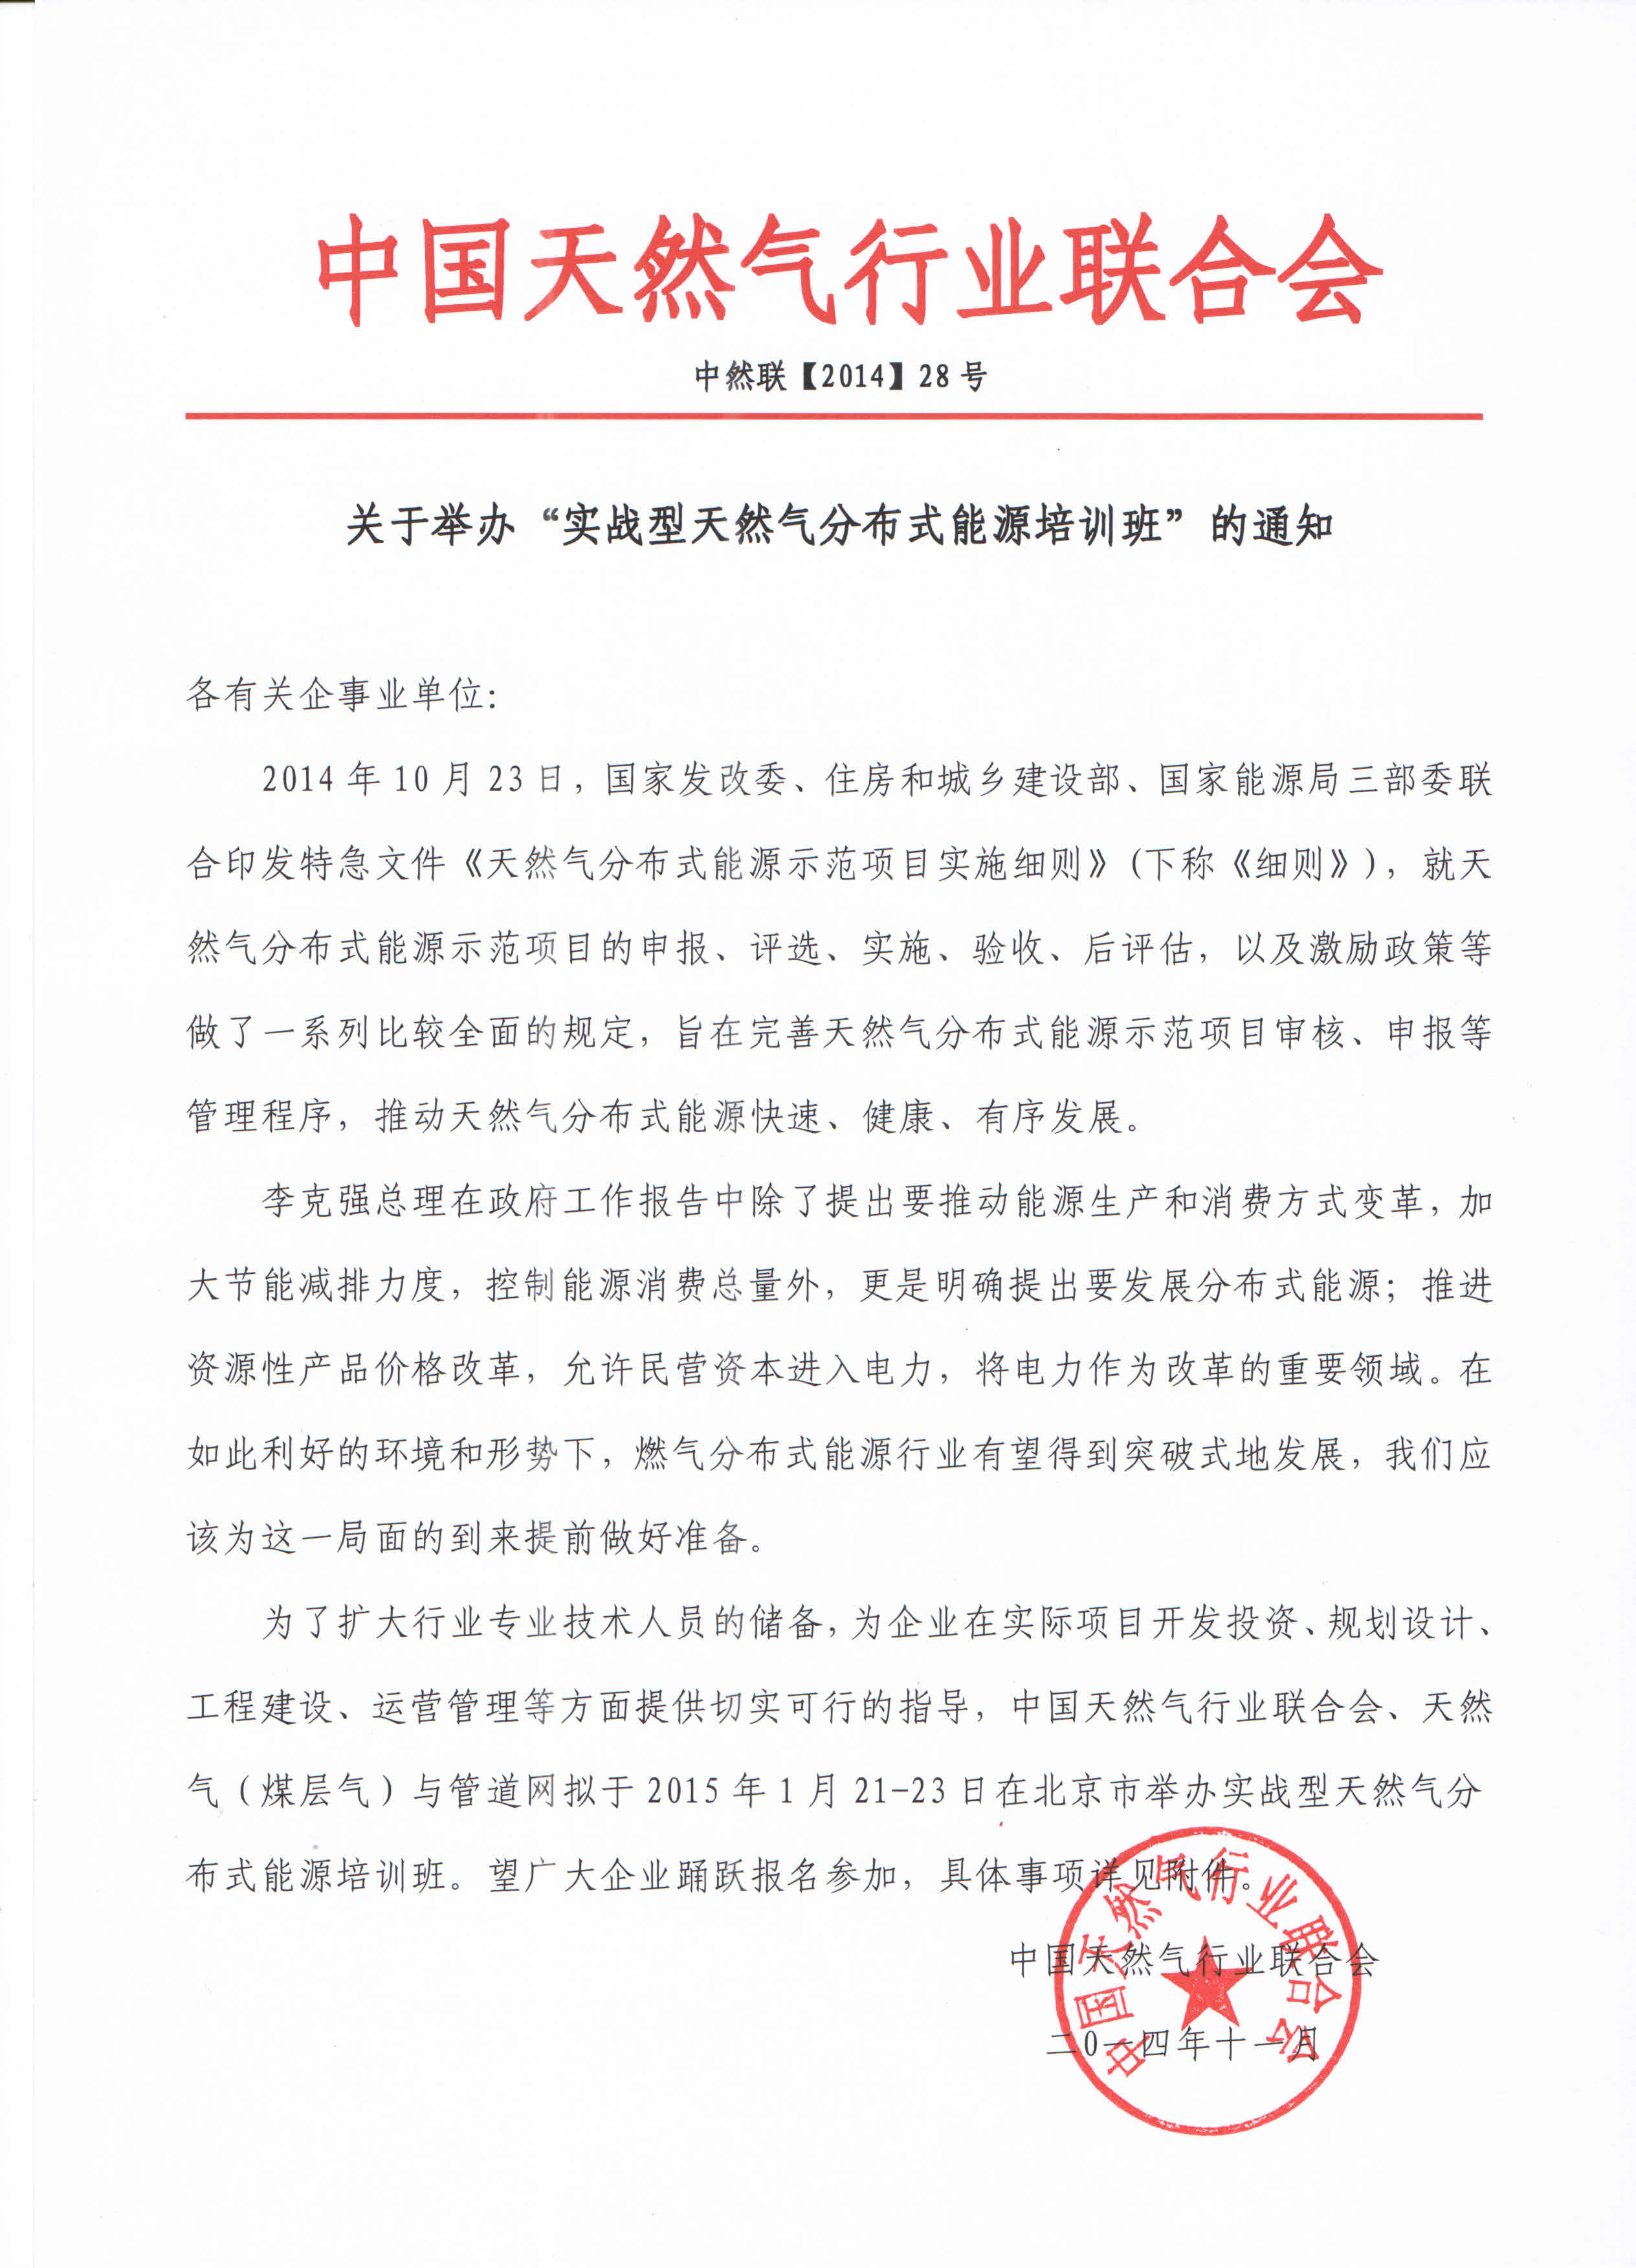 中国天然气行业联合会
中然联【2014】28 号
关于举办“实战型天然气分布式能源培训班”的通知
各有关企事业单位：
2014 年 10 月 23 日，国家发改委、住房和城乡建设部、国家能源局三部委联
合印发特急文件《天然气分布式能源示范项目实施细则》（下称《细则》），就天
然气分布式能源示范项目的申报、评选、实施、验收、后评估，以及激励政策等
做了一系列比较全面的规定，旨在完善天然气分布式能源示范项目审核、申报等
管理程序，推动天然气分布式能源快速、健康、有序发展。
李克强总理在政府工作报告中除了提出要推动能源生产和消费方式变革，加
大节能减排力度，控制能源消费总量外，更是明确提出要发展分布式能源；推进
资源性产品价格改革，允许民营资本进入电力，将电力作为改革的重要领域。在
如此利好的环境和形势下，燃气分布式能源行业有望得到突破式地发展，我们应
该为这一局面的到来提前做好准备。
为了扩大行业专业技术人员的储备，为企业在实际项目开发投资、规划设计、
工程建设、运营管理等方面提供切实可行的指导，中国天然气行业联合会、天然
气（煤层气）与管道网拟于 2015 年 1 月 21-23 日在北京市举办实战型天然气分
布式能源培训班。望广大企业踊跃报名参加，具体事项详见附件。
中国天然气行业联合会
二0一四年十一月
中国天然气行业联合会